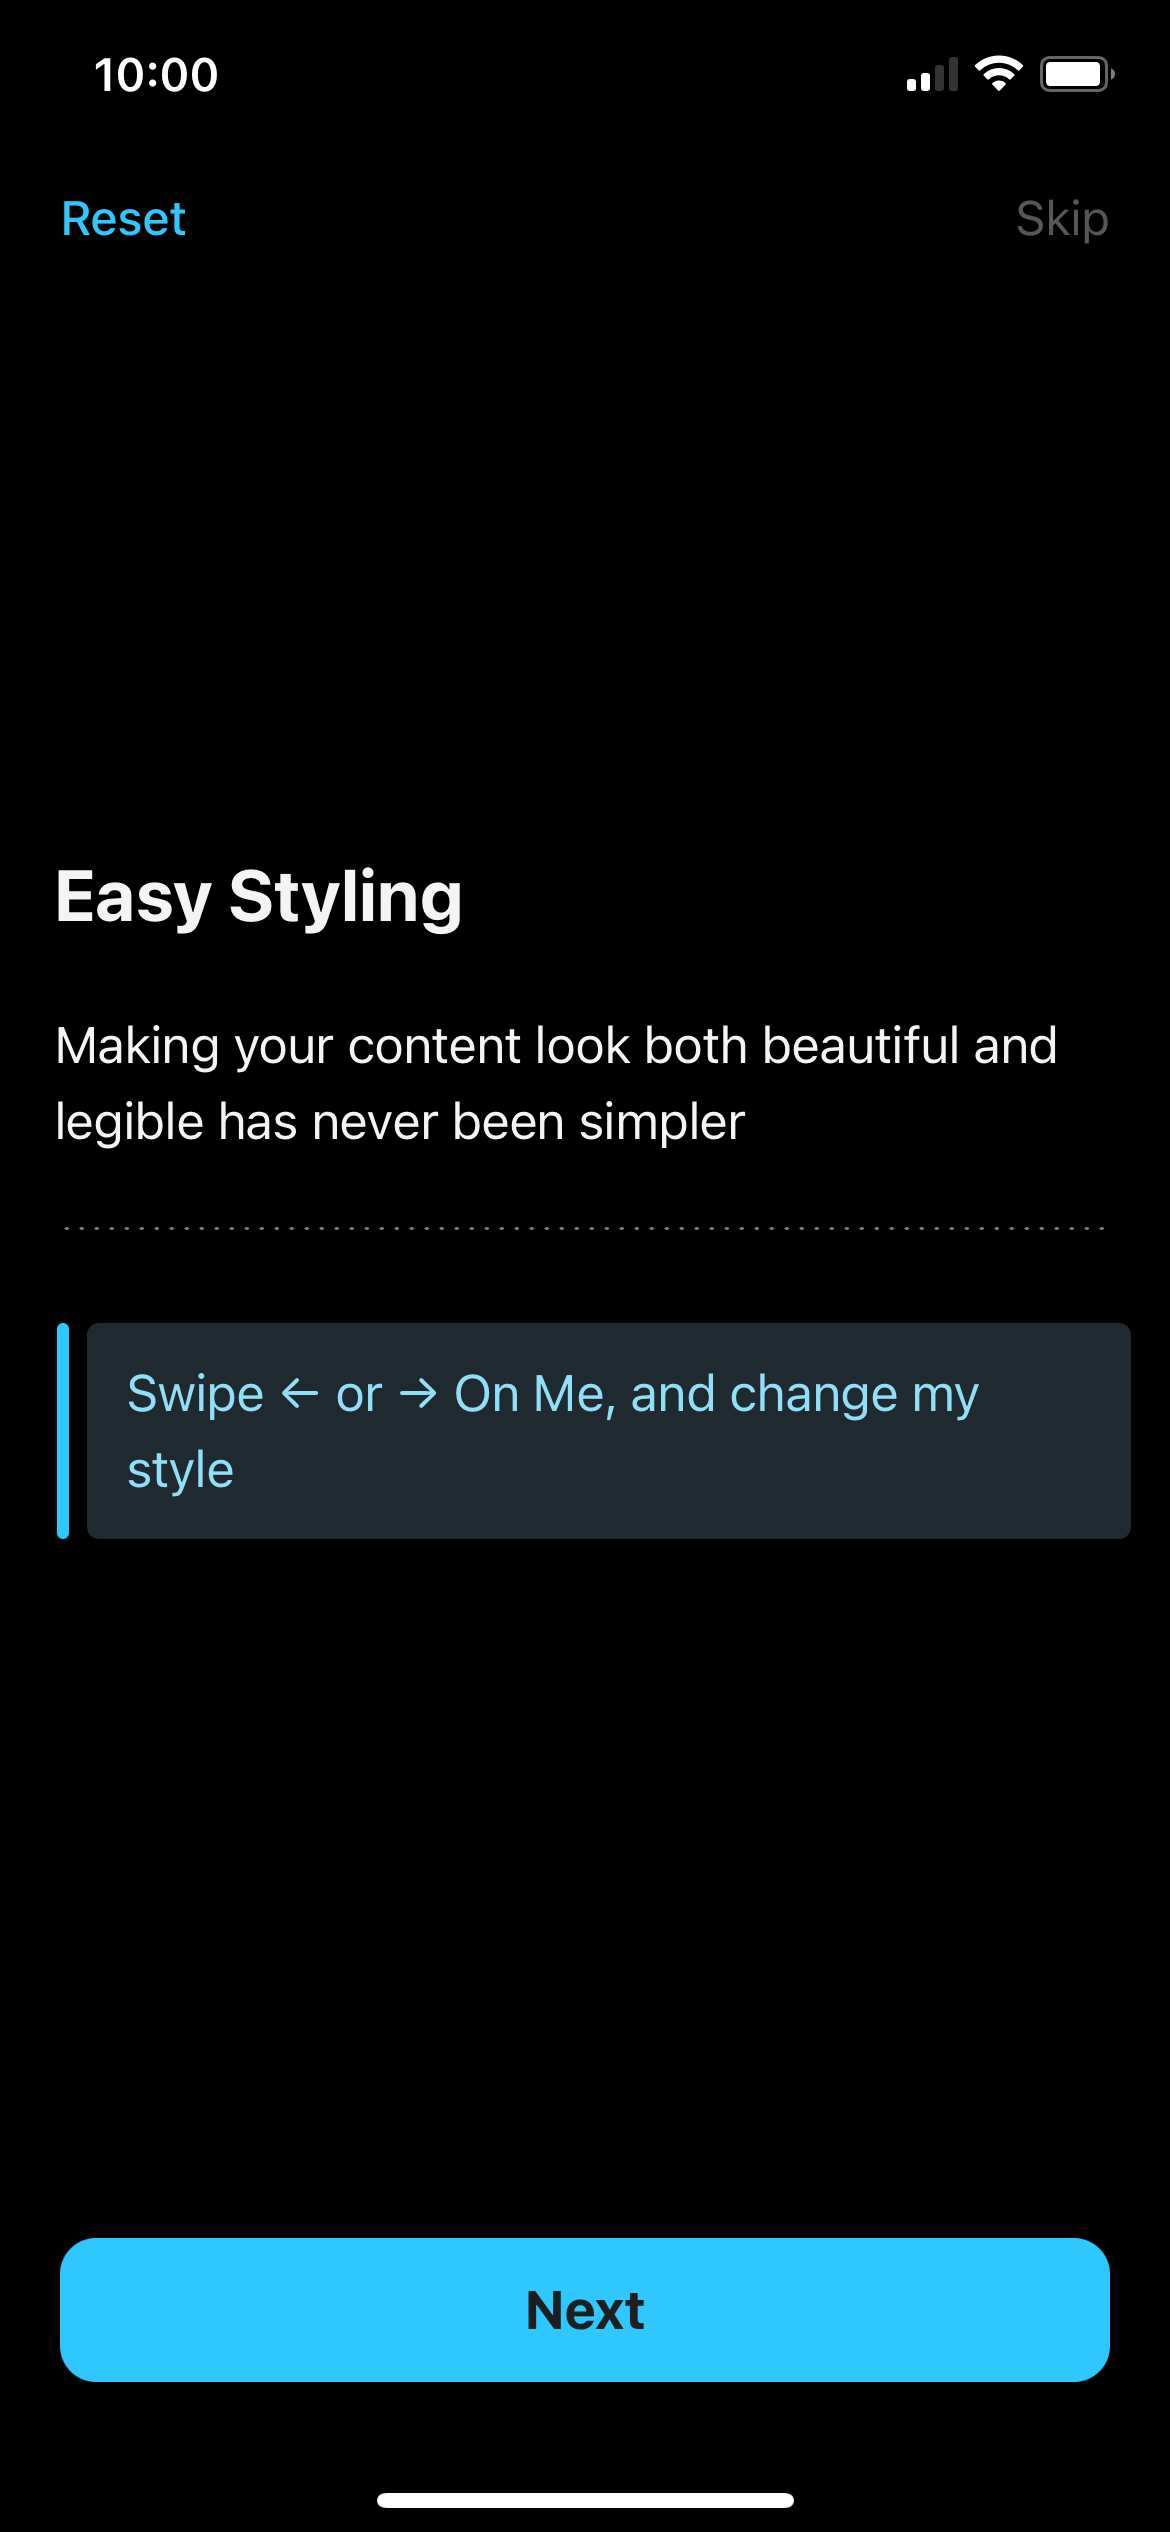 10:00
Reset
Skip
Easy Styling
Making your content look both beautiful and
legible has never been simpler
Swipe ← or → On Me, and change my
style
Next